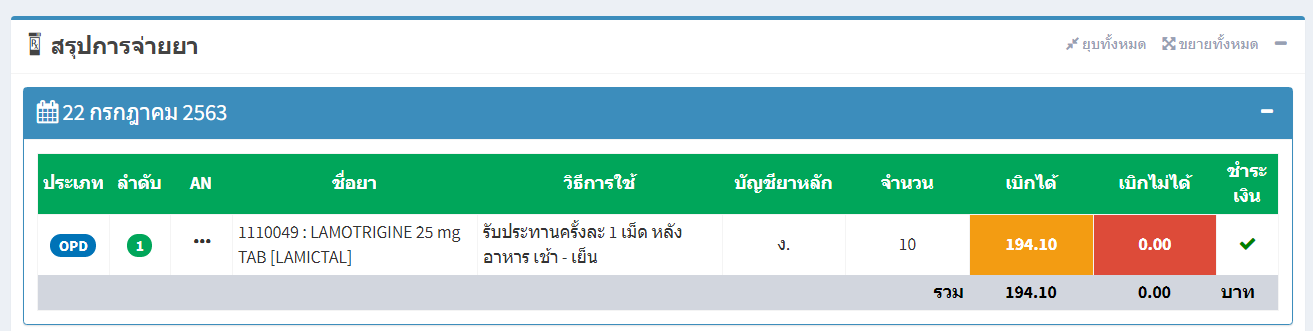 สรุปการจ่ายยา
ยุบทั้งหมด ขยายทั้งหมด
22 กรกฎาคม 2563
ประเภท ลำดับ AN ชื่อยา วิธีการใช้ บัญชียาหลัก จำนวน เบิกได้ เบิกไม่ได้ ชำระ
เงิน
OPD 1 ••• 1110049 : LAMOTRIGINE 25 mg รับประทานครั้งละ 1 เม็ด หลัง ง. 10 194.10 0.00
TAB [LAMICTAL] อาหาร เช้า - เย็น
รวม 194.10 0.00 บาท